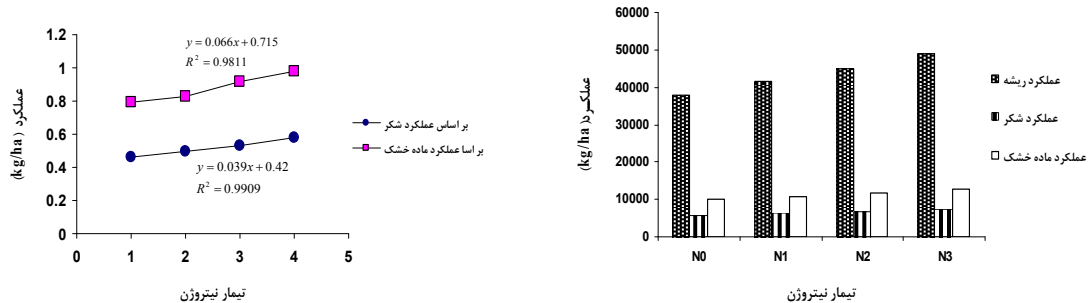 1.2
1
0.8
0.6
0.4
0.2
0
0 1 2 3 4 5
y = 0.066x + 0.715
R² = 0.9811
y = 0.039x + 0.42
R² = 0.9909
عملکرد (kg/ha)
تیمار نیتروژن
بر اساس عملکرد شکر
بر اسا عملکرد ماده خشک
60000
50000
40000
30000
20000
10000
0
N0 N1 N2 N3
عملکرد (kg/ha)
تیمار نیتروژن
عملکرد ریشه
عملکرد شکر
عملکرد ماده خشک